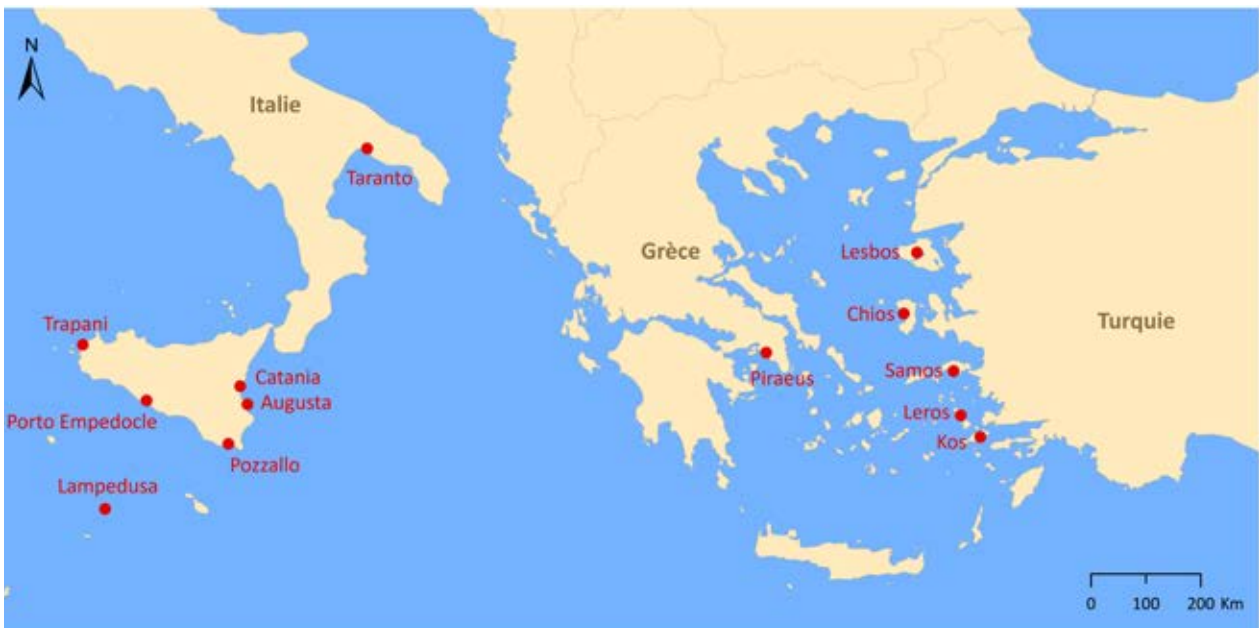 N
Italie
Taranto
Lesbos
Grèce
Chios
Turquie
Trapani
Catania
Samos
Piraeus
Augusta
Porto Empedocle
Leros
Kos
Pozzallo
Lampedusa
0 100 200 Km